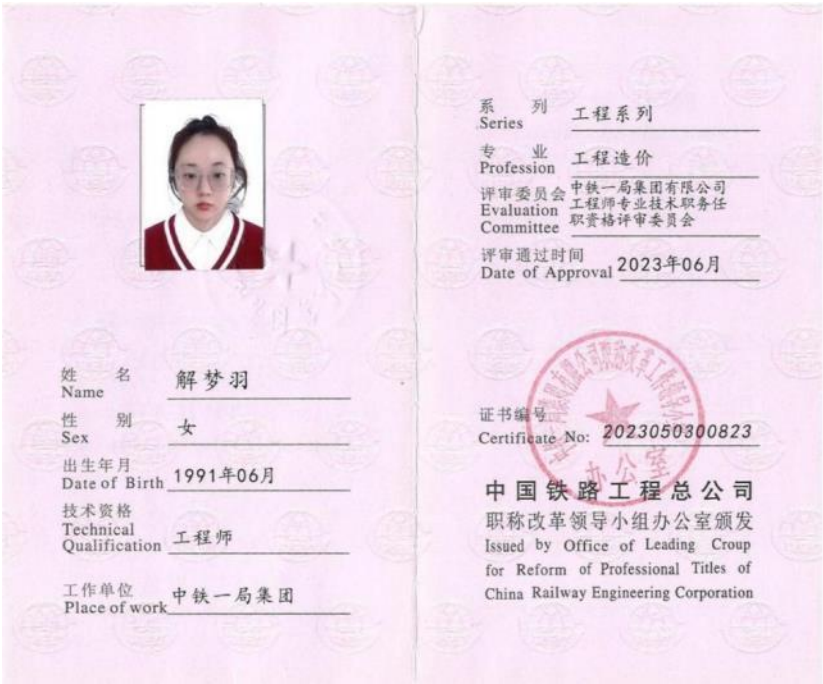 姓 名 解梦羽
Name
性 别 女
Sex
出生年月 1991年06月
Date of Birth
技术资格
Technical
Qualification 工程师
工作单位 中铁一局集团
Place of work
系 列 工程系列
Series
专 业 工程造价
Profession
评审委员会 中铁一局集团有限公司
Evaluation 工程师专业技术职务任
Committee 职资格评审委员会
评审通过时间 2023年06月
Date of Approval
证书编号
Certificate No: 2023050300823
办公室
中国铁路工程总公司
职称改革领导小组办公室颁发
Issued by Office of Leading Croup
for Reform of Professional Titles of
China Railway Engineering Corporation